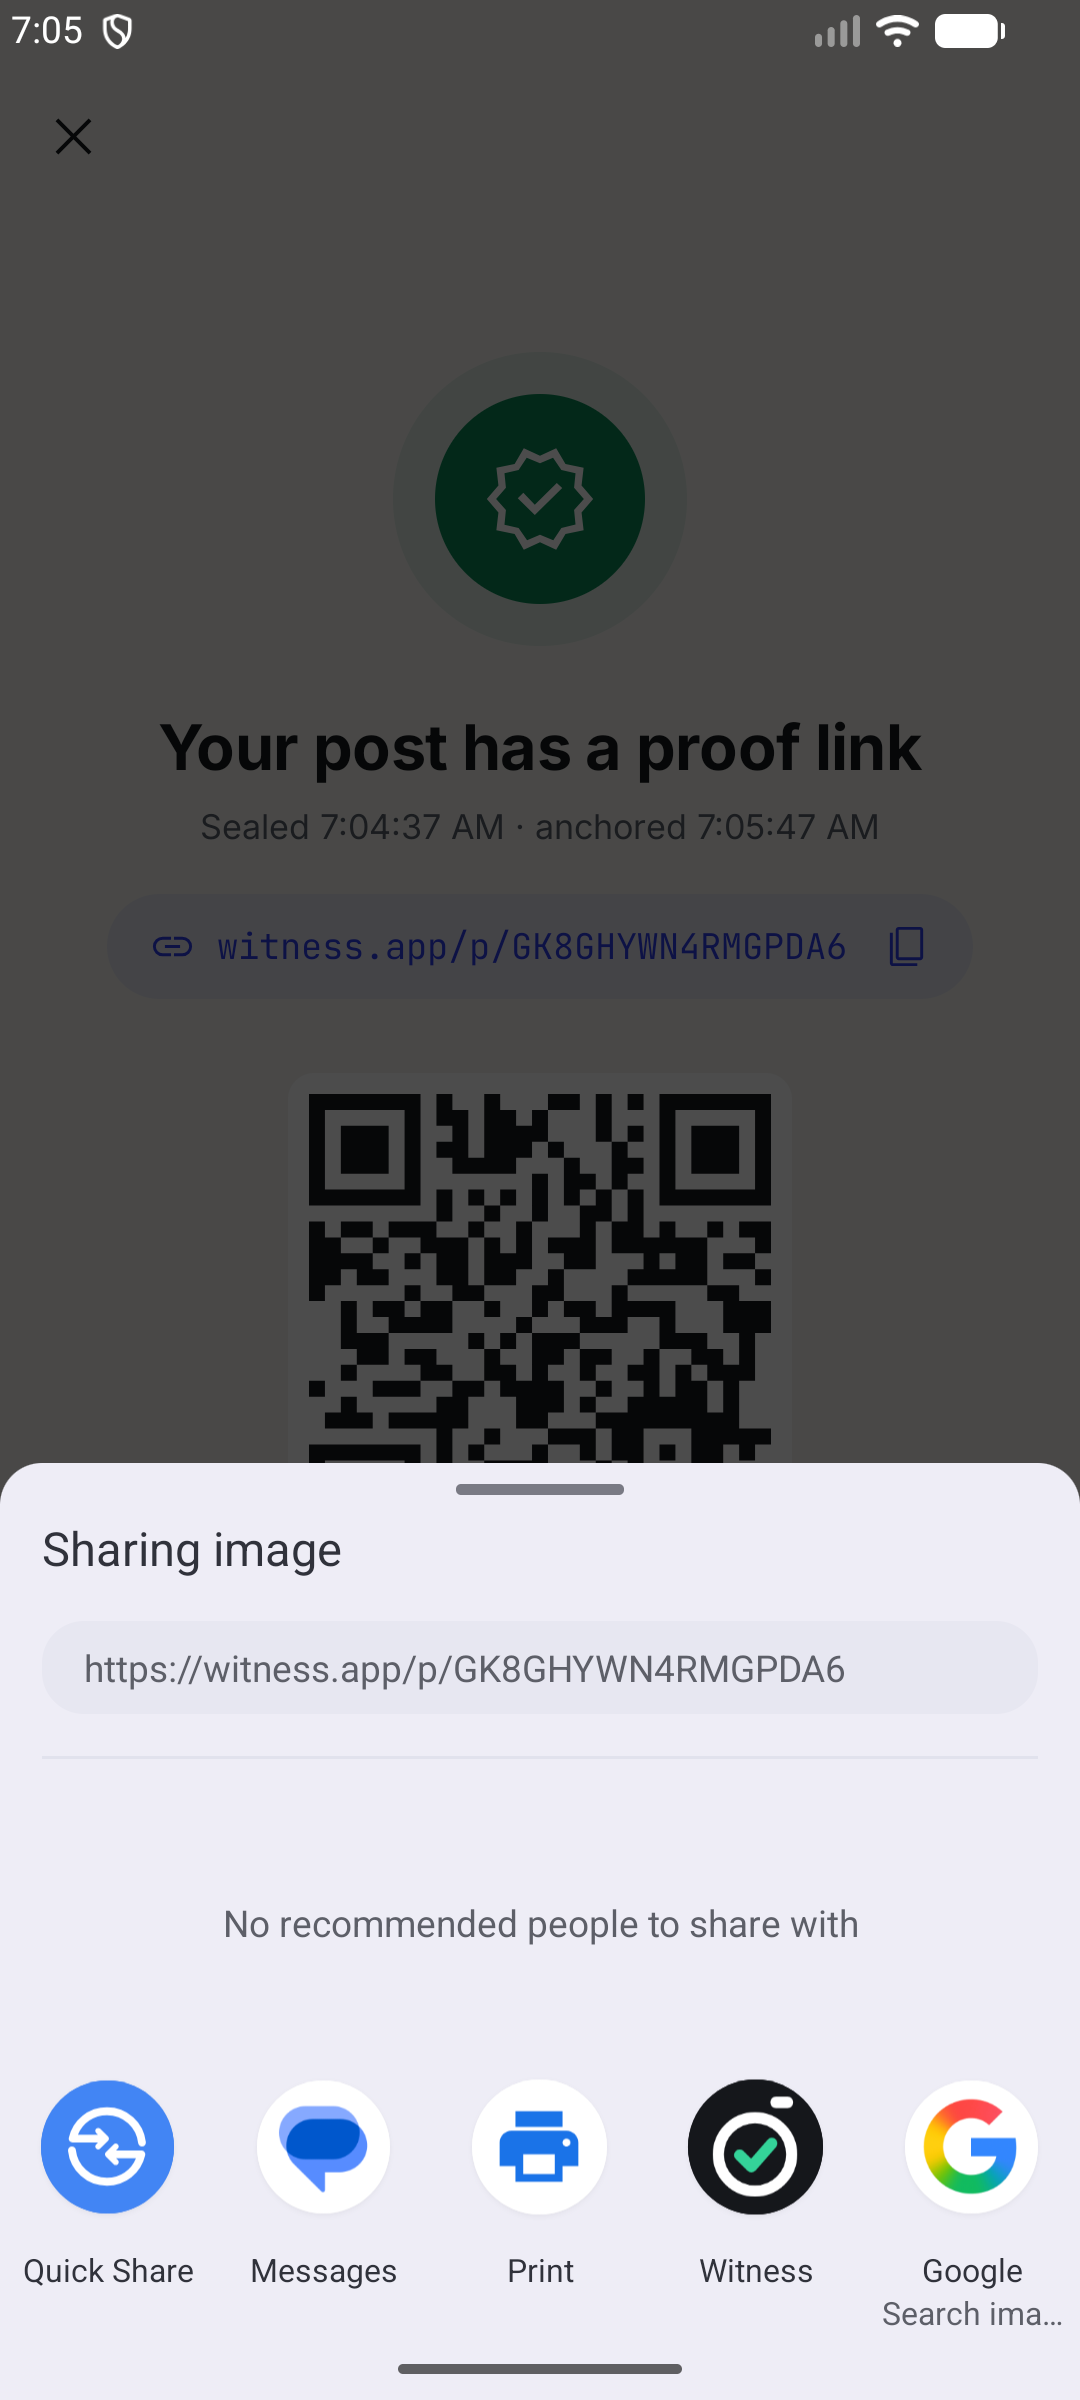 7:05
Your post has a proof link
Sealed 7:04:37 AM · anchored 7:05:47 AM
witness.app/p/GK8GHYWN4RMGPDA6
Sharing image
https://witness.app/p/GK8GHYWN4RMGPDA6
No recommended people to share with
Quick Share
Messages
Print
Witness
Google
Search ima…